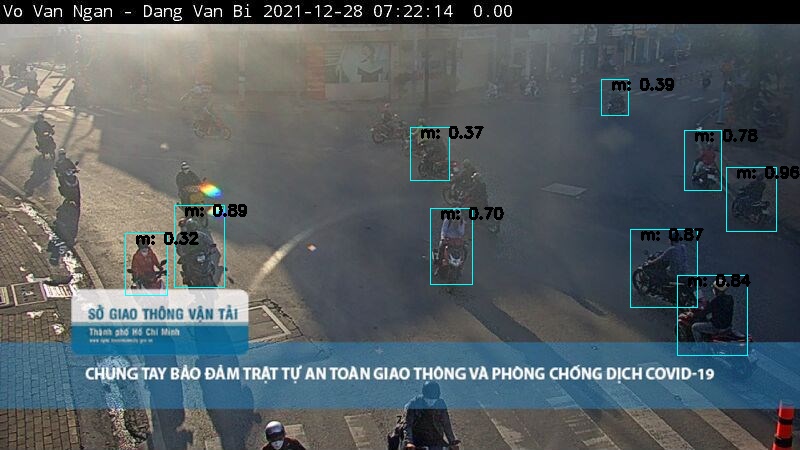 Vo Van Ngan - Dang Van Bi 2021-12-28 07:22:14 0.00
m: 0.39
m: 0.37
m: 0.78
m: 0.96
m: 0.89
m: 0.70
m: 0.32
m: 0.87
m: 0.84
SỞ GIAO THÔNG VẬN TẢI
Thành phố Hồ Chí Minh
CHUNG TAY BẢO ĐẢM TRẬT TỰ AN TOÀN GIAO THÔNG VÀ PHÒNG CHỐNG DỊCH COVID-19